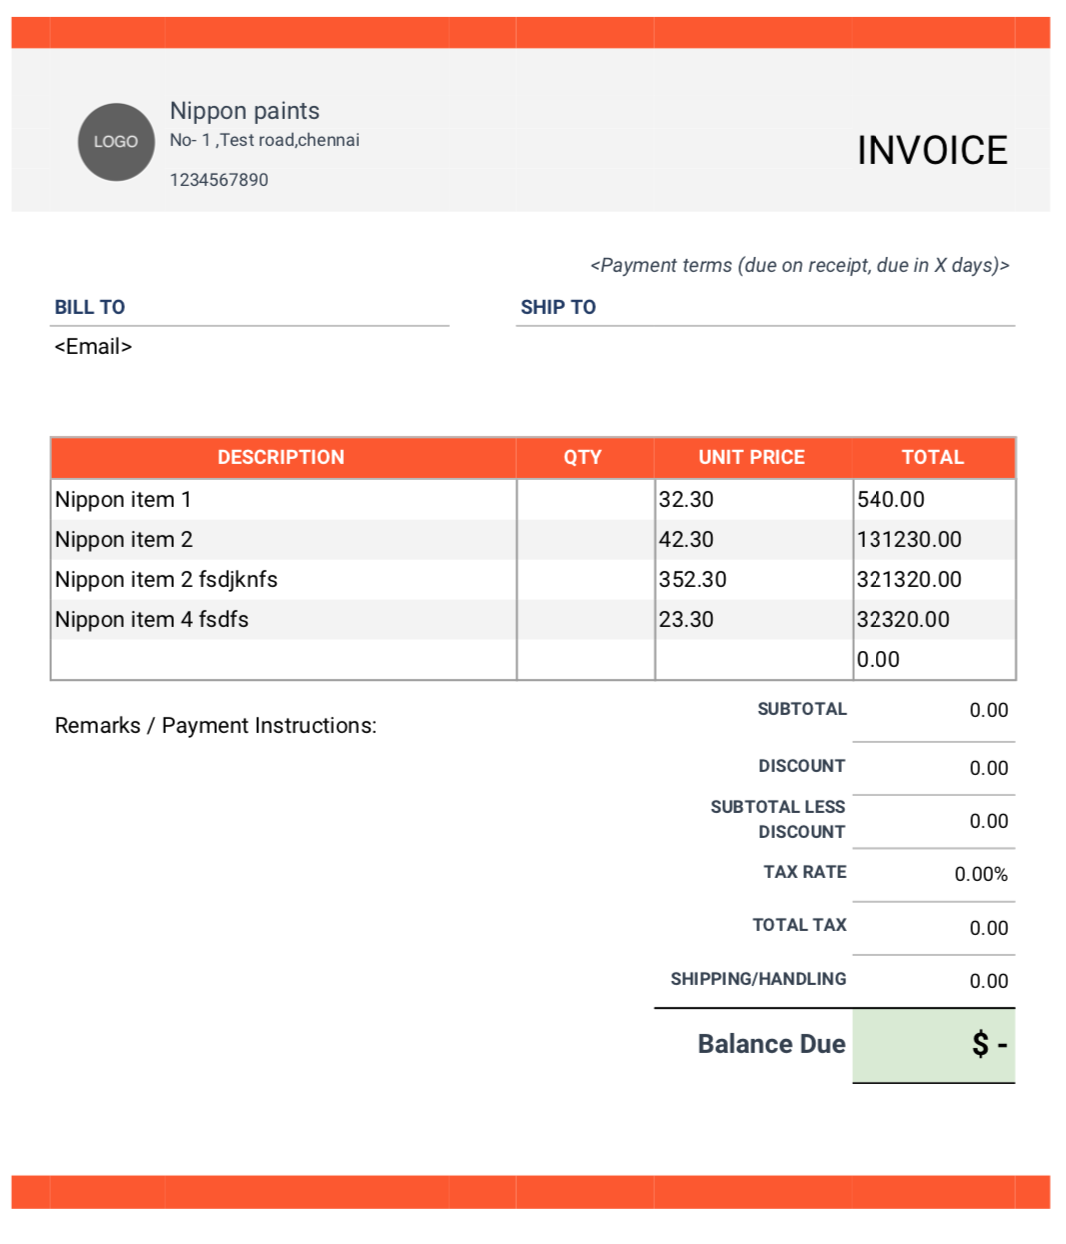 LOGO
Nippon paints
No- 1 ,Test road,chennai
1234567890
INVOICE
<Payment terms (due on receipt, due in X days)>
BILL TO
SHIP TO
<Email>
DESCRIPTION QTY UNIT PRICE TOTAL
Nippon item 1 32.30 540.00
Nippon item 2 42.30 131230.00
Nippon item 2 fsdjknfs 352.30 321320.00
Nippon item 4 fsdfs 23.30 32320.00
0.00
Remarks / Payment Instructions:
SUBTOTAL 0.00
DISCOUNT 0.00
SUBTOTAL LESS
DISCOUNT 0.00
TAX RATE 0.00%
TOTAL TAX 0.00
SHIPPING/HANDLING 0.00
Balance Due $ -